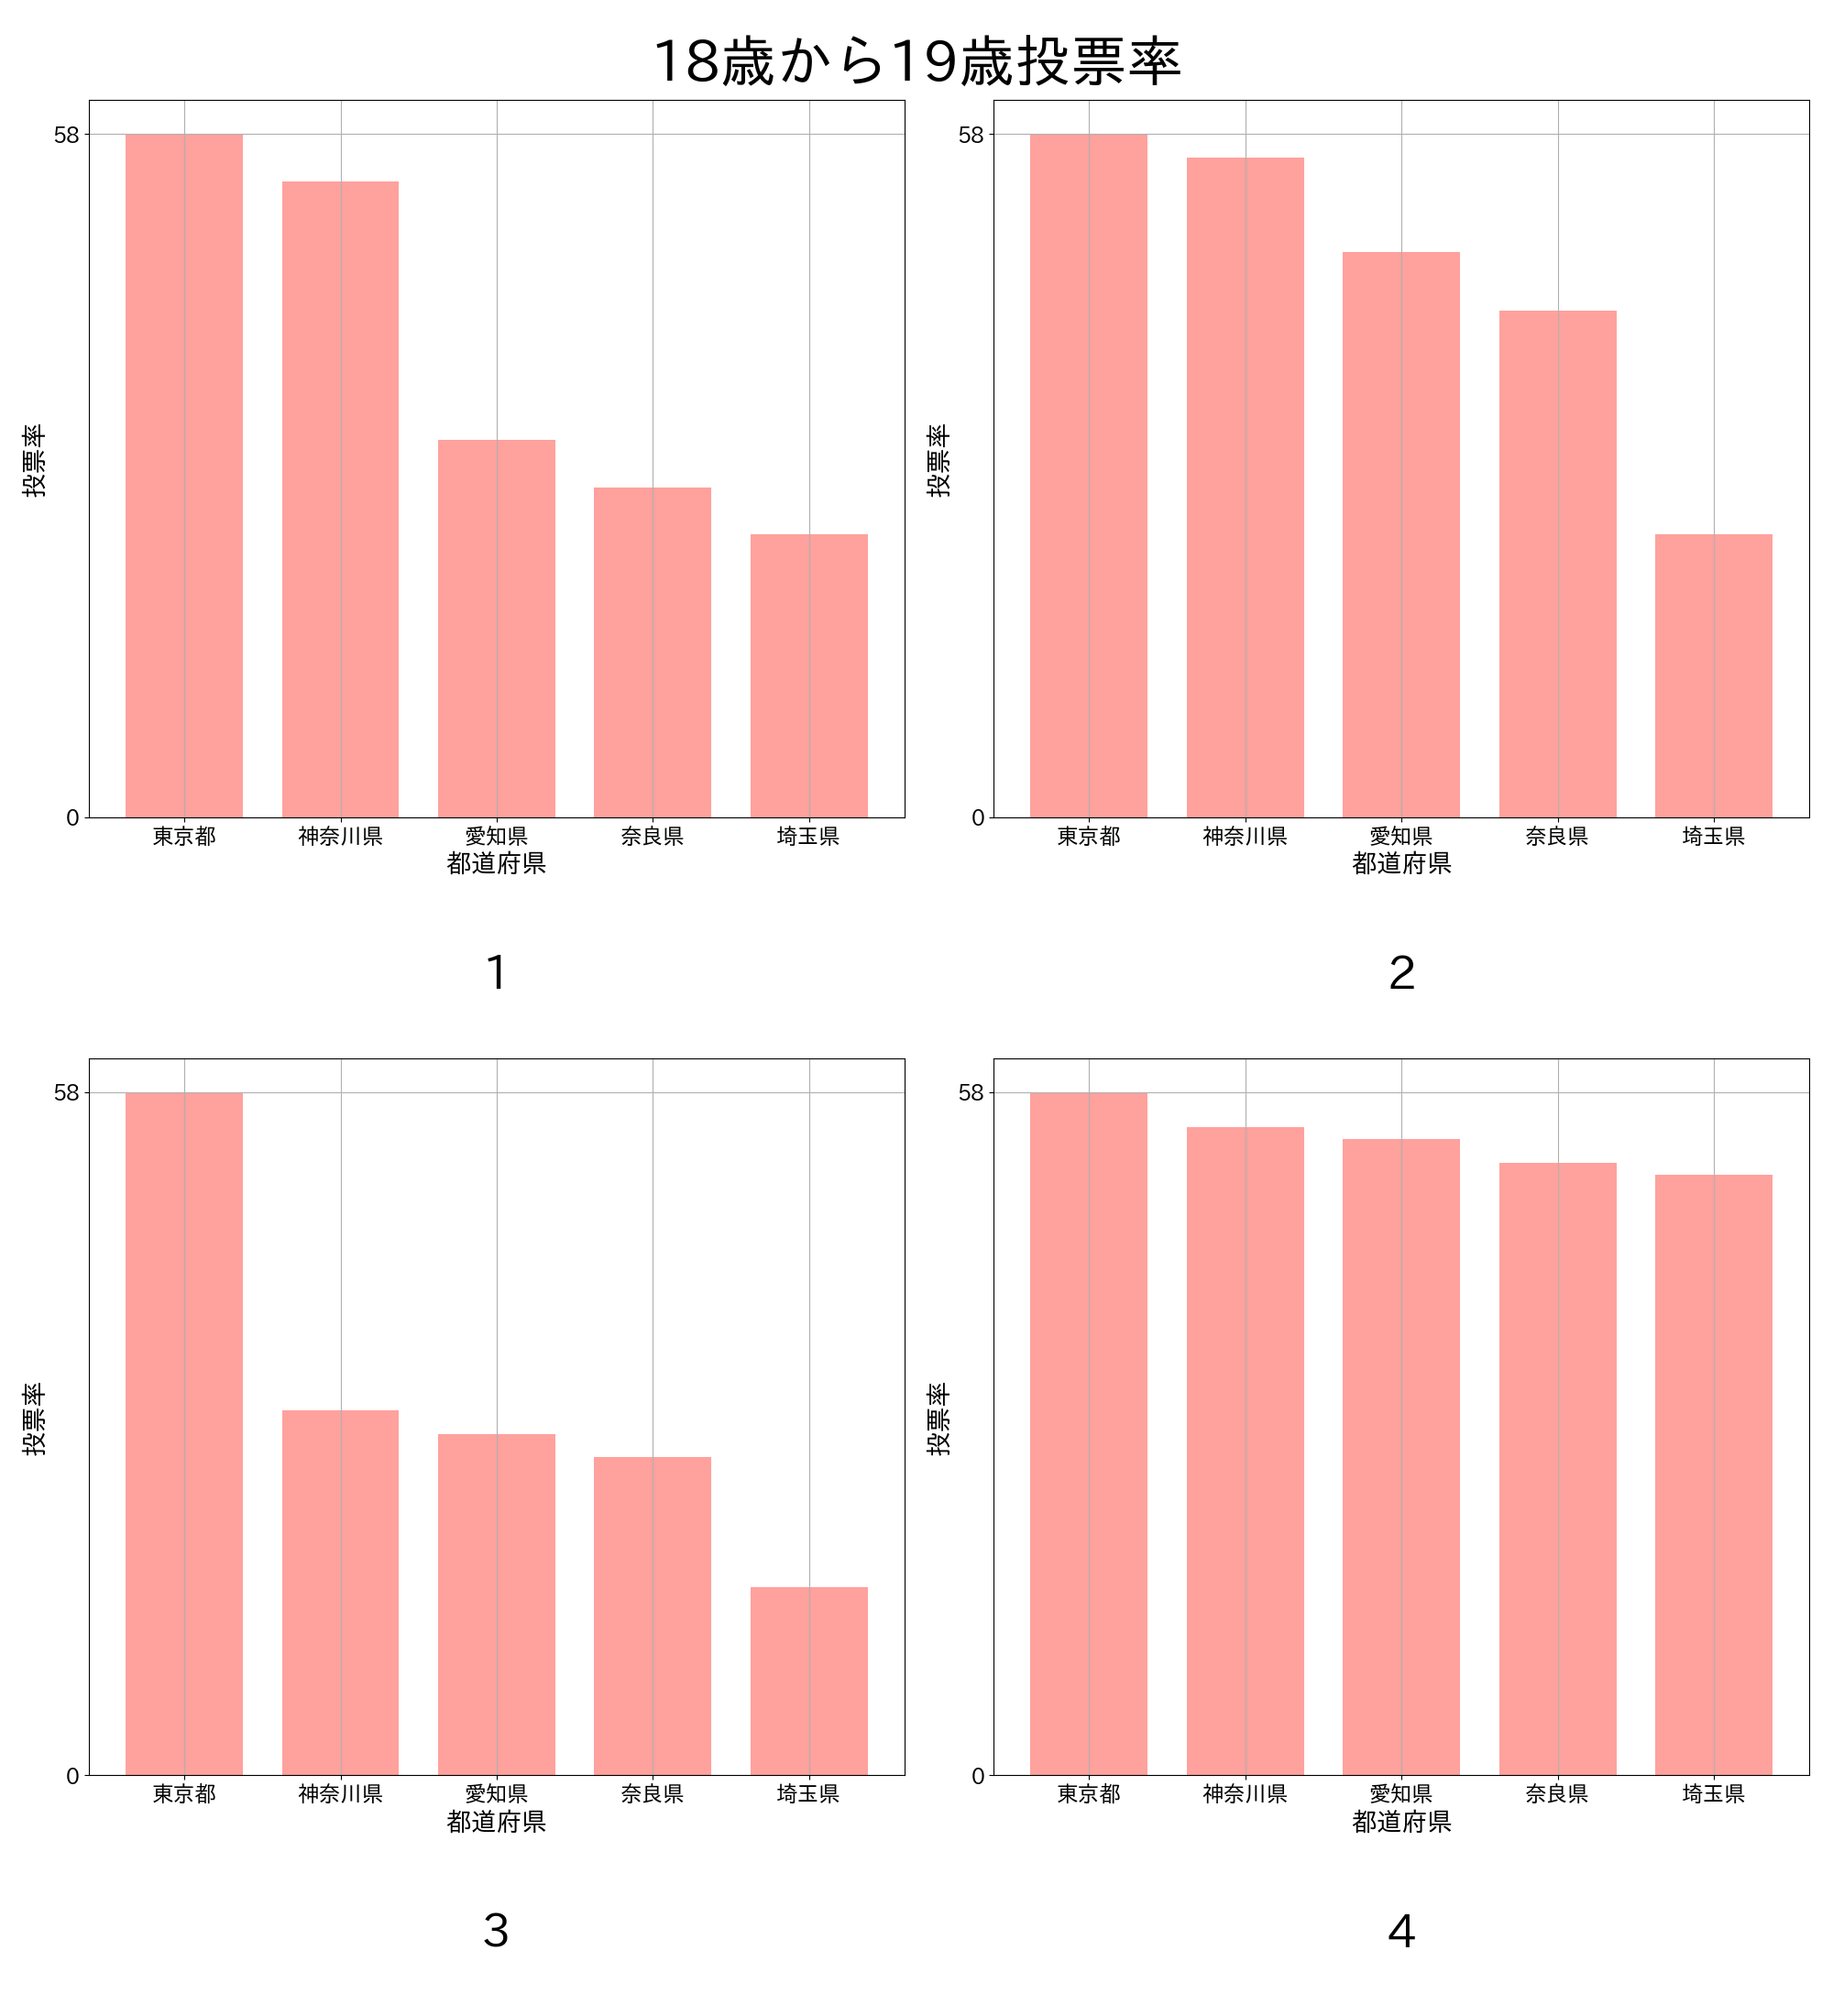 18歳から19歳投票率
58
0
投票率
東京都 神奈川県 愛知県 奈良県 埼玉県
都道府県
1
58
0
投票率
東京都 神奈川県 愛知県 奈良県 埼玉県
都道府県
2
58
0
投票率
東京都 神奈川県 愛知県 奈良県 埼玉県
都道府県
3
58
0
投票率
東京都 神奈川県 愛知県 奈良県 埼玉県
都道府県
4